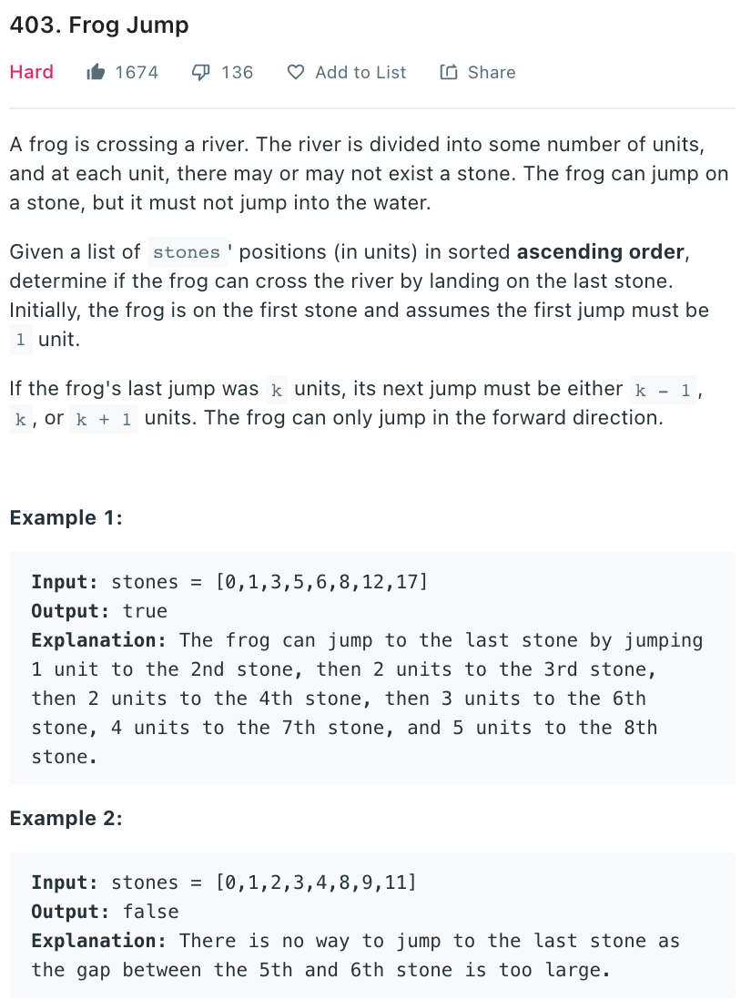 403. Frog Jump
Hard 1674 136 Add to List Share
A frog is crossing a river. The river is divided into some number of units,
and at each unit, there may or may not exist a stone. The frog can jump on
a stone, but it must not jump into the water.
Given a list of stones ' positions (in units) in sorted ascending order,
determine if the frog can cross the river by landing on the last stone.
Initially, the frog is on the first stone and assumes the first jump must be
1 unit.
If the frog's last jump was k units, its next jump must be either k - 1 ,
k , or k + 1 units. The frog can only jump in the forward direction.
Example 1:
Input: stones = [0,1,3,5,6,8,12,17]
Output: true
Explanation: The frog can jump to the last stone by jumping
1 unit to the 2nd stone, then 2 units to the 3rd stone,
then 2 units to the 4th stone, then 3 units to the 6th
stone, 4 units to the 7th stone, and 5 units to the 8th
stone.
Example 2:
Input: stones = [0,1,2,3,4,8,9,11]
Output: false
Explanation: There is no way to jump to the last stone as
the gap between the 5th and 6th stone is too large.